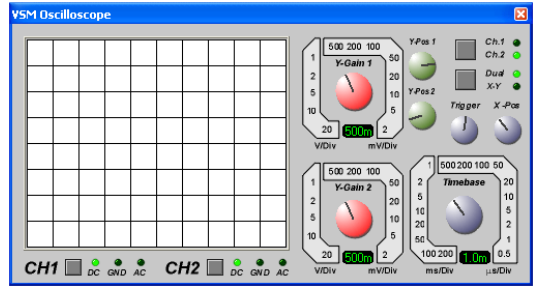 VSM Oscilloscope
500 200 100
Y-Gain 1
1 50
2 20
5 10
10 5
20 500m 2
V/Div mV/Div
Y-Pos 1
Y-Pos 2
Ch.1
Ch.2
Dual
X-Y
Trigger X-Pos
500 200 100
Y-Gain 2
1 50
2 20
5 10
10 5
20 500m 2
V/Div mV/Div
1 500 200 100 50
Timebase
2 20
5 10
10 5
20 2
50 1
100 200 1.0m 0.5
ms/Div µs/Div
CH1 DC GND AC CH2 DC GND AC